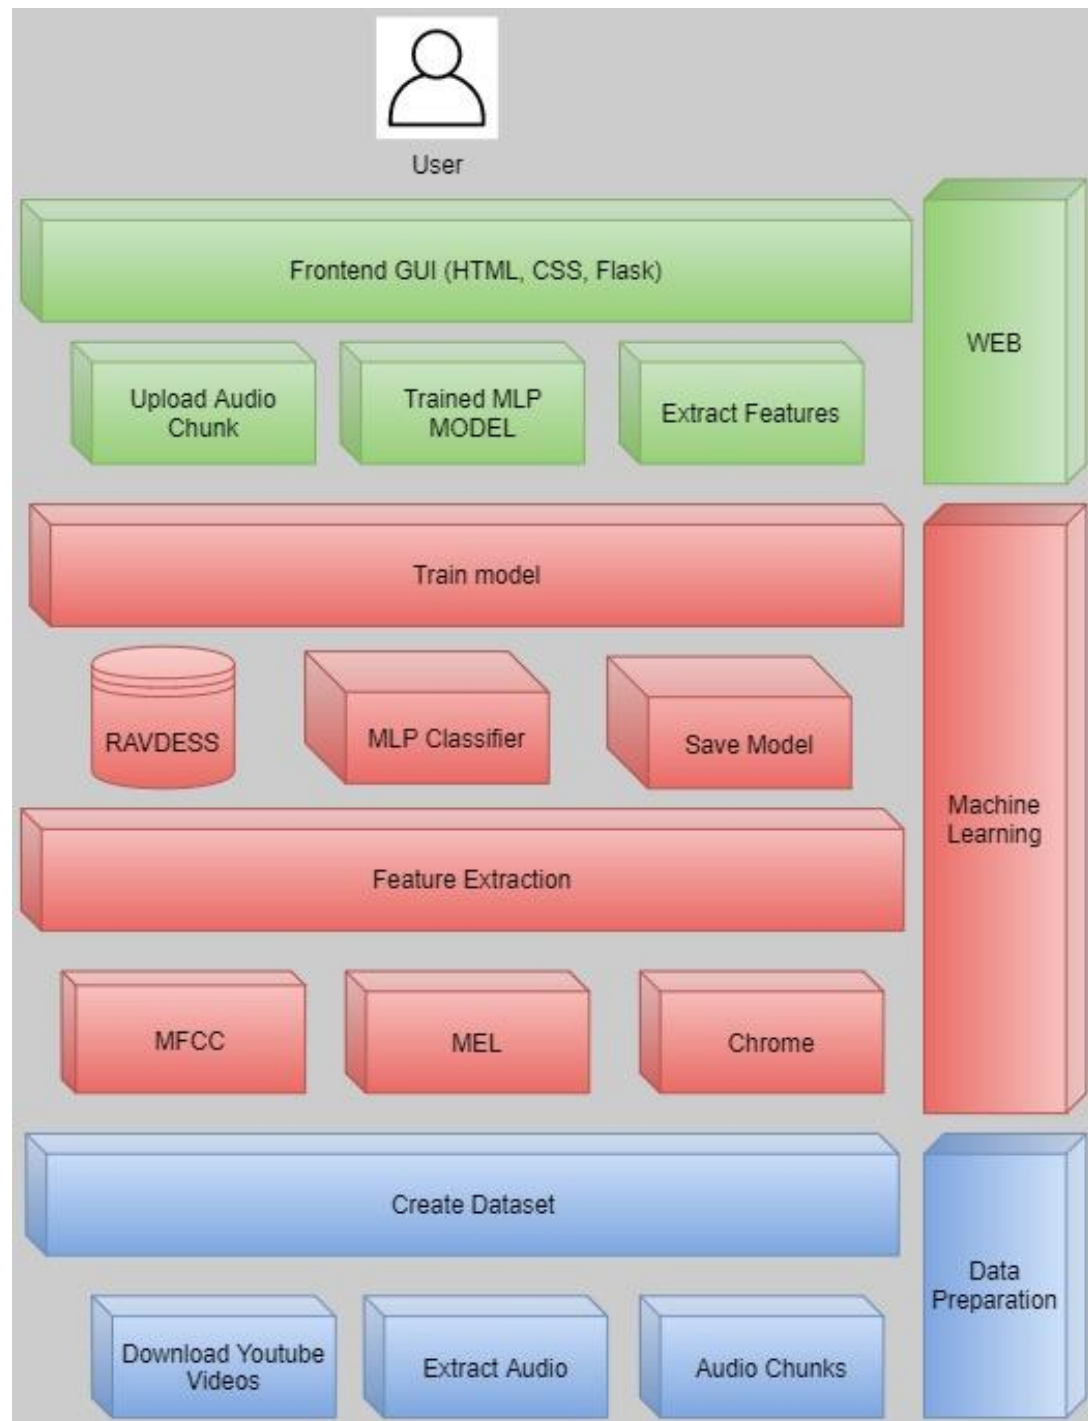 User
Frontend GUI (HTML, CSS, Flask)
WEB
Upload Audio
Chunk
Trained MLP
MODEL
Extract Features
Train model
RAVDESS
MLP Classifier
Save Model
Machine
Learning
Feature Extraction
MFCC
MEL
Chrome
Create Dataset
Data
Preparation
Download Youtube
Videos
Extract Audio
Audio Chunks